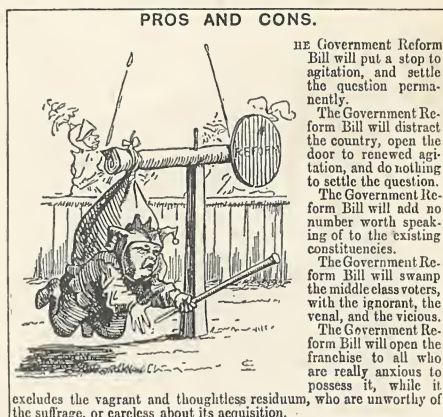 PROS AND CONS.
HE Government Reform
Bill will put a stop to
agitation, and settle
the question perma-
nently.
The Government Re-
form Bill will distract
the country, open the
door to renewed agi-
tation, and do nothing
to settle the question.
The Government Re-
form Bill will add no
number worth speak-
ing of to the existing
constituencies.
The Government Re-
form Bill will swamp
the middle class voters,
with the ignorant, the
venal, and the vicious.
The Government Re-
form Bill will open the
franchise to all who
are really anxious to
possess it, while it
excludes the vagrant and thoughtless residuum, who are unworthy of
the suffrage, or careless about its acquisition.
REFORM